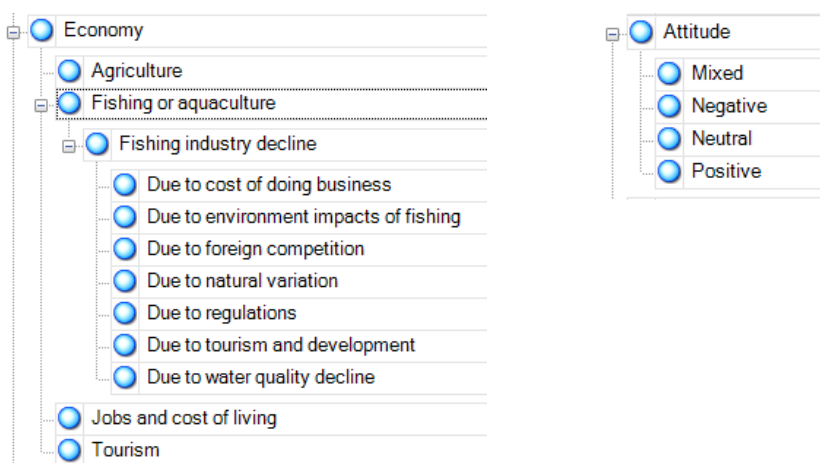 Economy
Agriculture
Fishing or aquaculture
Fishing industry decline
Due to cost of doing business
Due to environment impacts of fishing
Due to foreign competition
Due to natural variation
Due to regulations
Due to tourism and development
Due to water quality decline
Jobs and cost of living
Tourism
Attitude
Mixed
Negative
Neutral
Positive